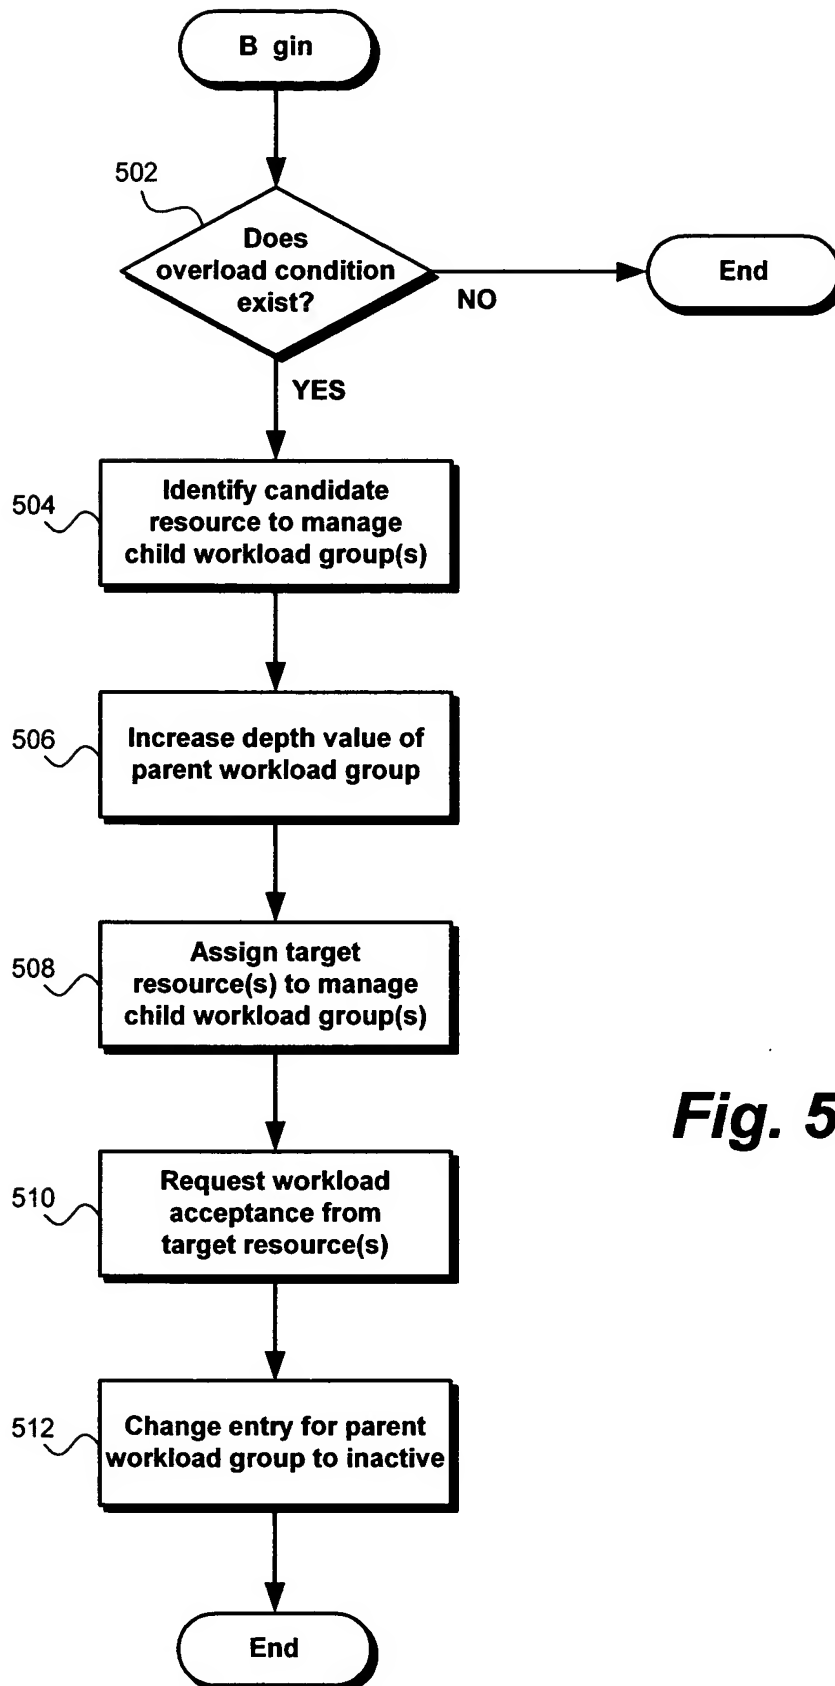 B gin
502
Does
overload condition
exist?
NO
End
YES
504
Identify candidate
resource to manage
child workload group(s)
506
Increase depth value of
parent workload group
508
Assign target
resource(s) to manage
child workload group(s)
Fig. 5
510
Request workload
acceptance from
target resource(s)
512
Change entry for parent
workload group to inactive
End